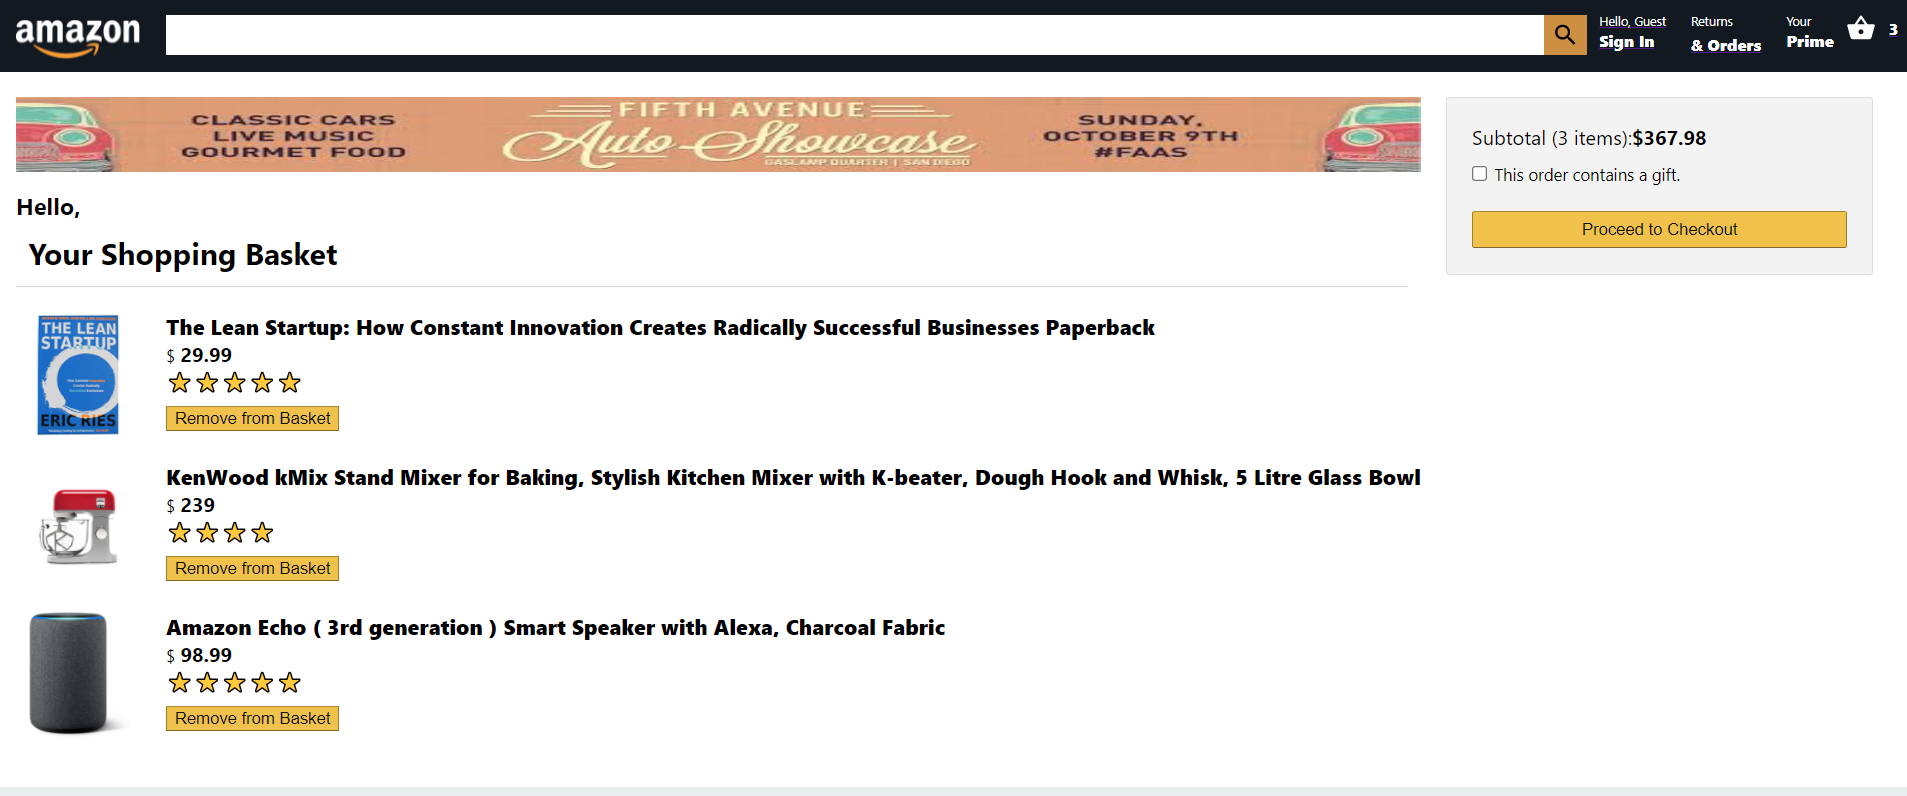 amazon
Hello, Guest
Sign In
Returns
& Orders
Your
Prime
3
CLASSIC CARS
LIVE MUSIC
GOURMET FOOD
FIFTH AVENUE
Auto-Showcase
GASLAMP QUARTER | SAN DIEGO
SUNDAY,
OCTOBER 9TH
#FAAS
Subtotal (3 items):$367.98
This order contains a gift.
Proceed to Checkout
Hello,
Your Shopping Basket
THE LEAN
STARTUP
ERIC RIES
The Lean Startup: How Constant Innovation Creates Radically Successful Businesses Paperback
$ 29.99
Remove from Basket
KenWood kMix Stand Mixer for Baking, Stylish Kitchen Mixer with K-beater, Dough Hook and Whisk, 5 Litre Glass Bowl
$ 239
Remove from Basket
Amazon Echo ( 3rd generation ) Smart Speaker with Alexa, Charcoal Fabric
$ 98.99
Remove from Basket